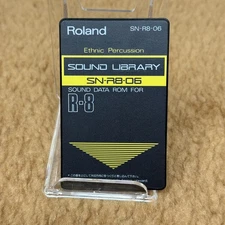 Roland
SN-R8-06
Ethnic Percussion
SOUND LIBRARY
SN-R8-06
SOUND DATA ROM FOR
R-8